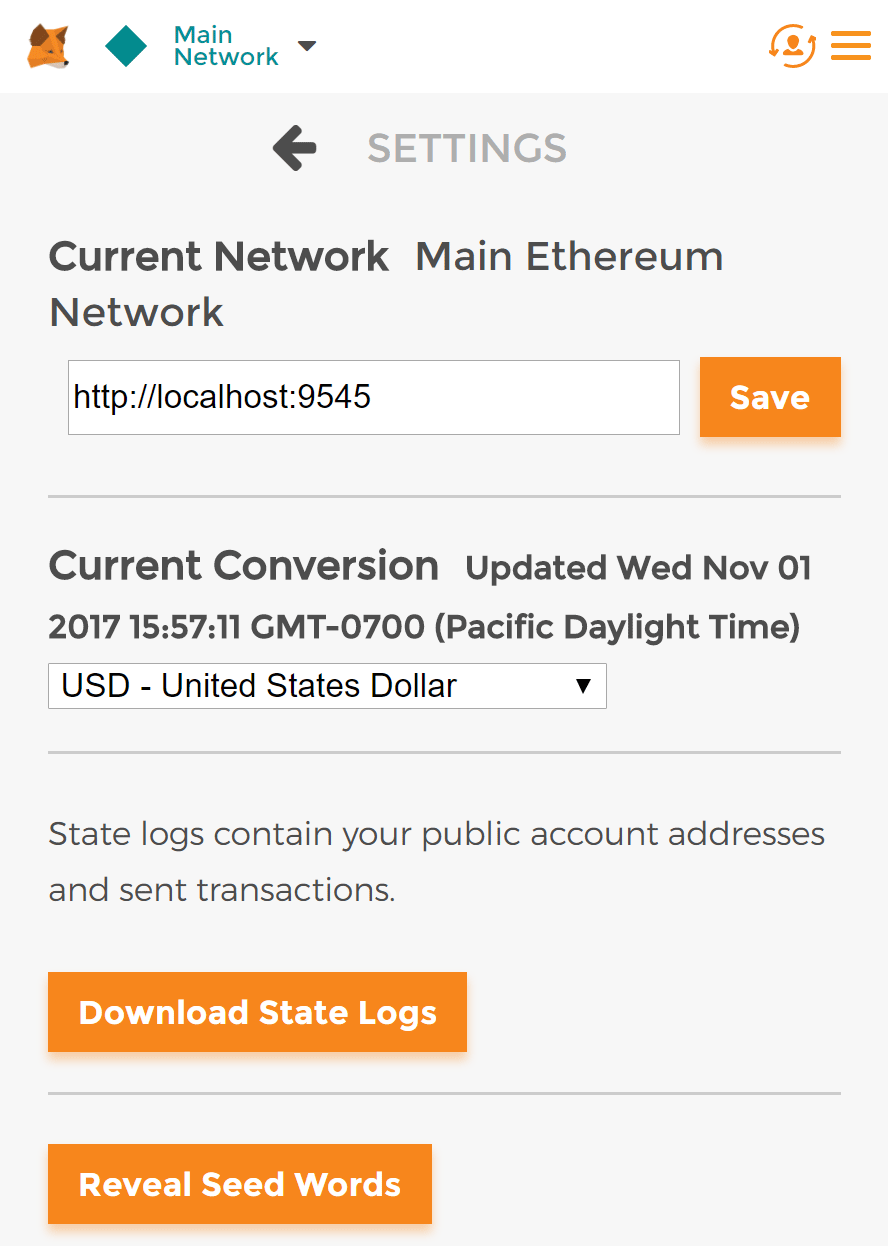 Main
Network
SETTINGS
Current Network Main Ethereum
Network
http://localhost:9545
Save
Current Conversion Updated Wed Nov 01
2017 15:57:11 GMT-0700 (Pacific Daylight Time)
USD - United States Dollar
State logs contain your public account addresses
and sent transactions.
Download State Logs
Reveal Seed Words